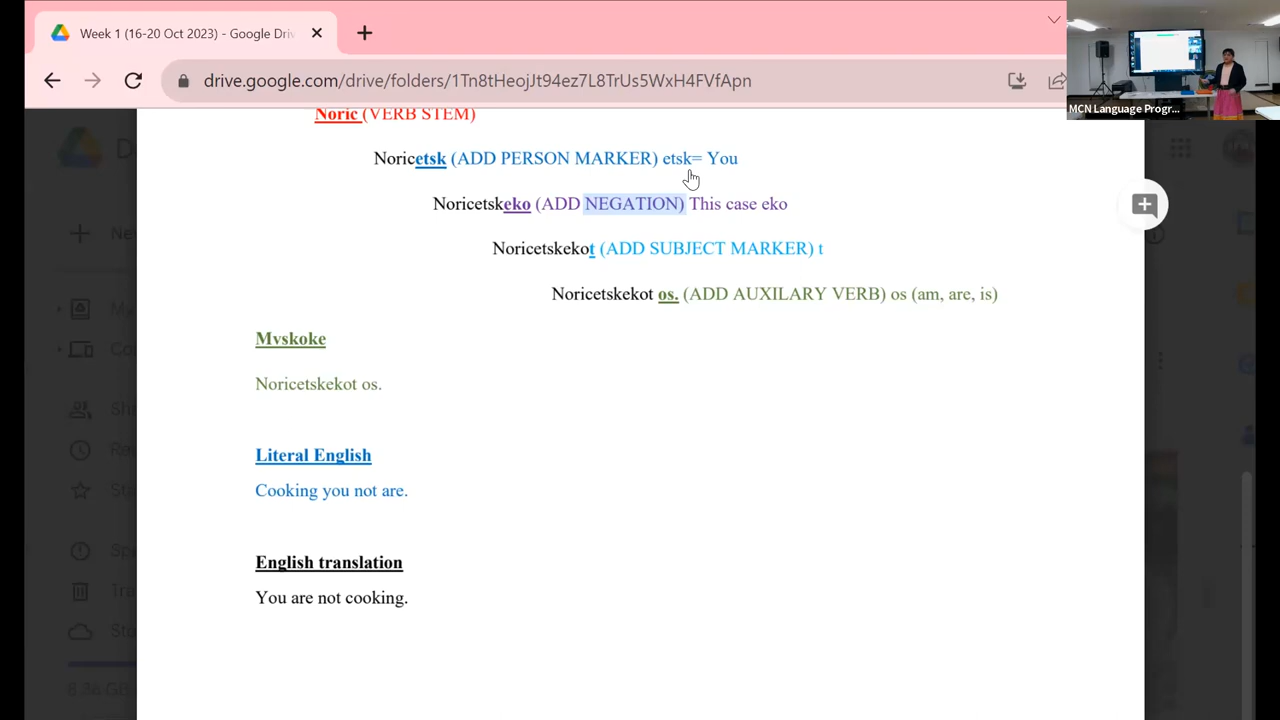 Week 1 (16-20 Oct 2023) - Google Driv
drive.google.com/drive/folders/1Tn8tHeojJt94ez7L8TrUs5WxH4FVfApn
MCN Language Progr...
Noric (VERB STEM)
Noricetsk (ADD PERSON MARKER) etsk= You
Noricetskeko (ADD NEGATION) This case eko
Noricetskekot (ADD SUBJECT MARKER) t
Noricetskekot os. (ADD AUXILARY VERB) os (am, are, is)
Mvskoke
Noricetskekot os.
Literal English
Cooking you not are.
English translation
You are not cooking.